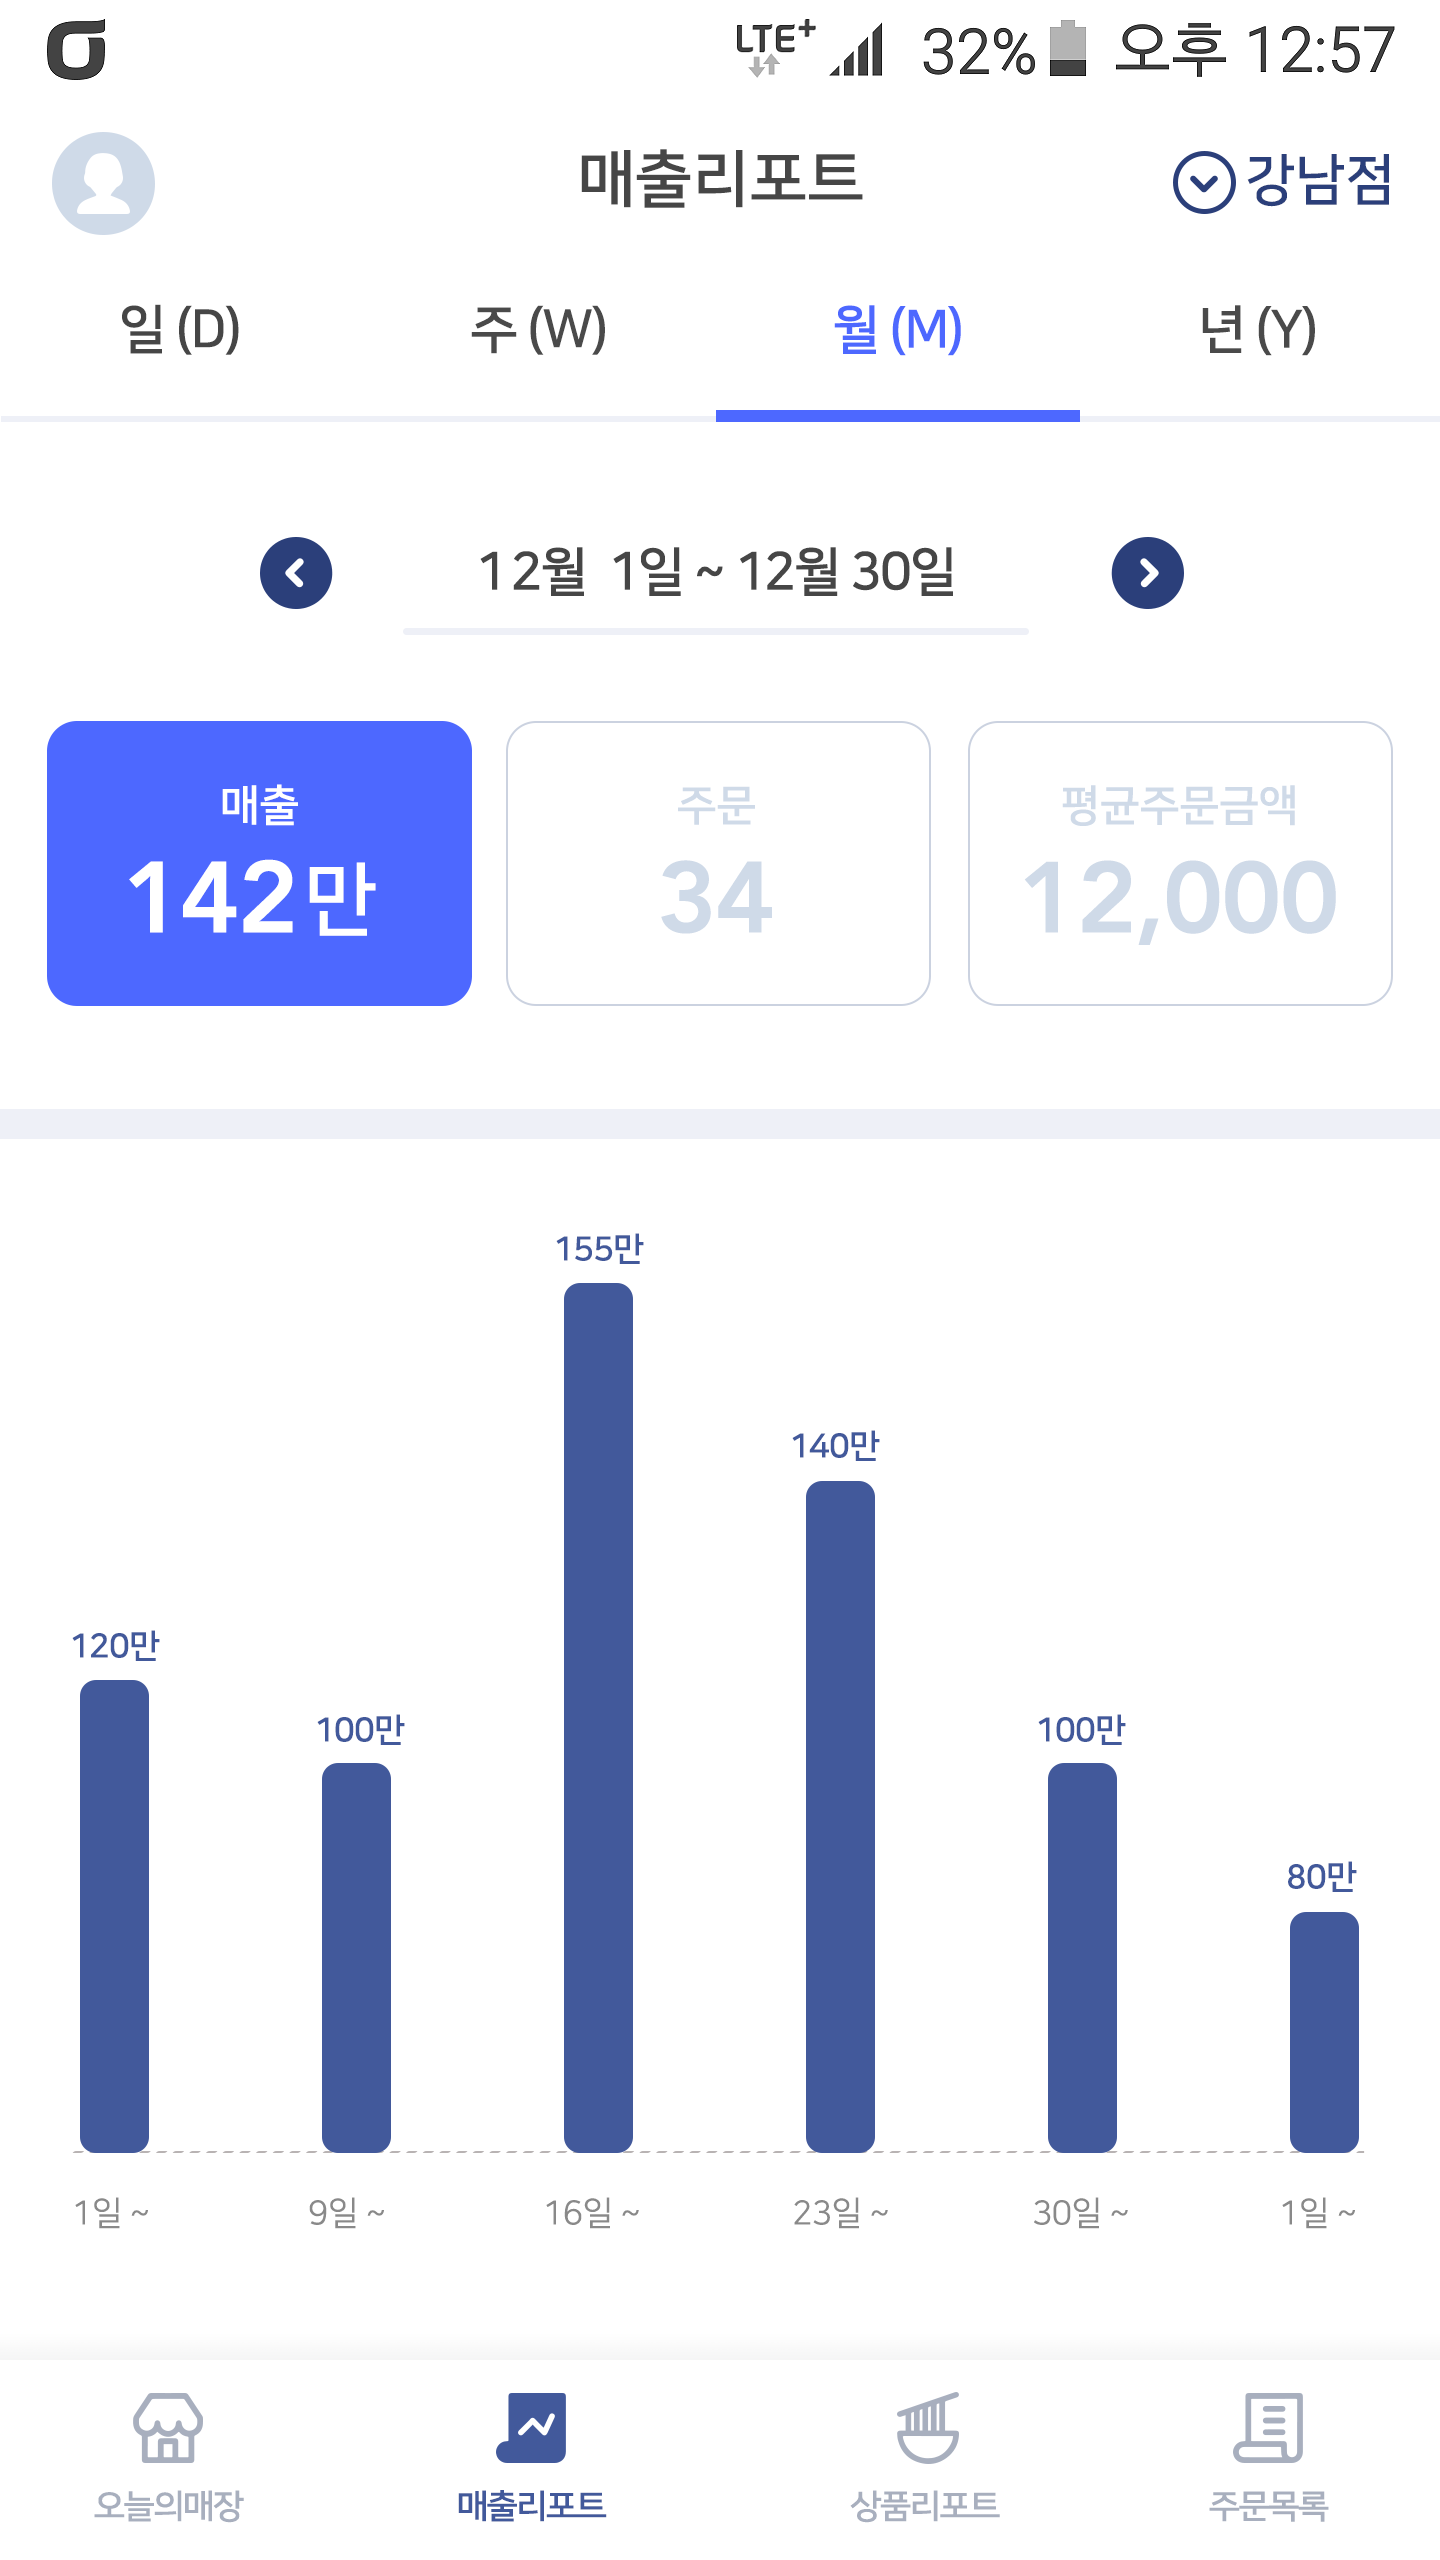 LTE+ 32% 오후 12:57
매출리포트 강남점
일 (D) 주 (W) 월 (M) 년 (Y)
12월 1일 ~ 12월 30일
매출 주문 평균주문금액
142만 34 12,000
155만
140만
120만
100만 100만
80만
1일 ~ 9일 ~ 16일 ~ 23일 ~ 30일 ~ 1일 ~
오늘의매장 매출리포트 상품리포트 주문목록